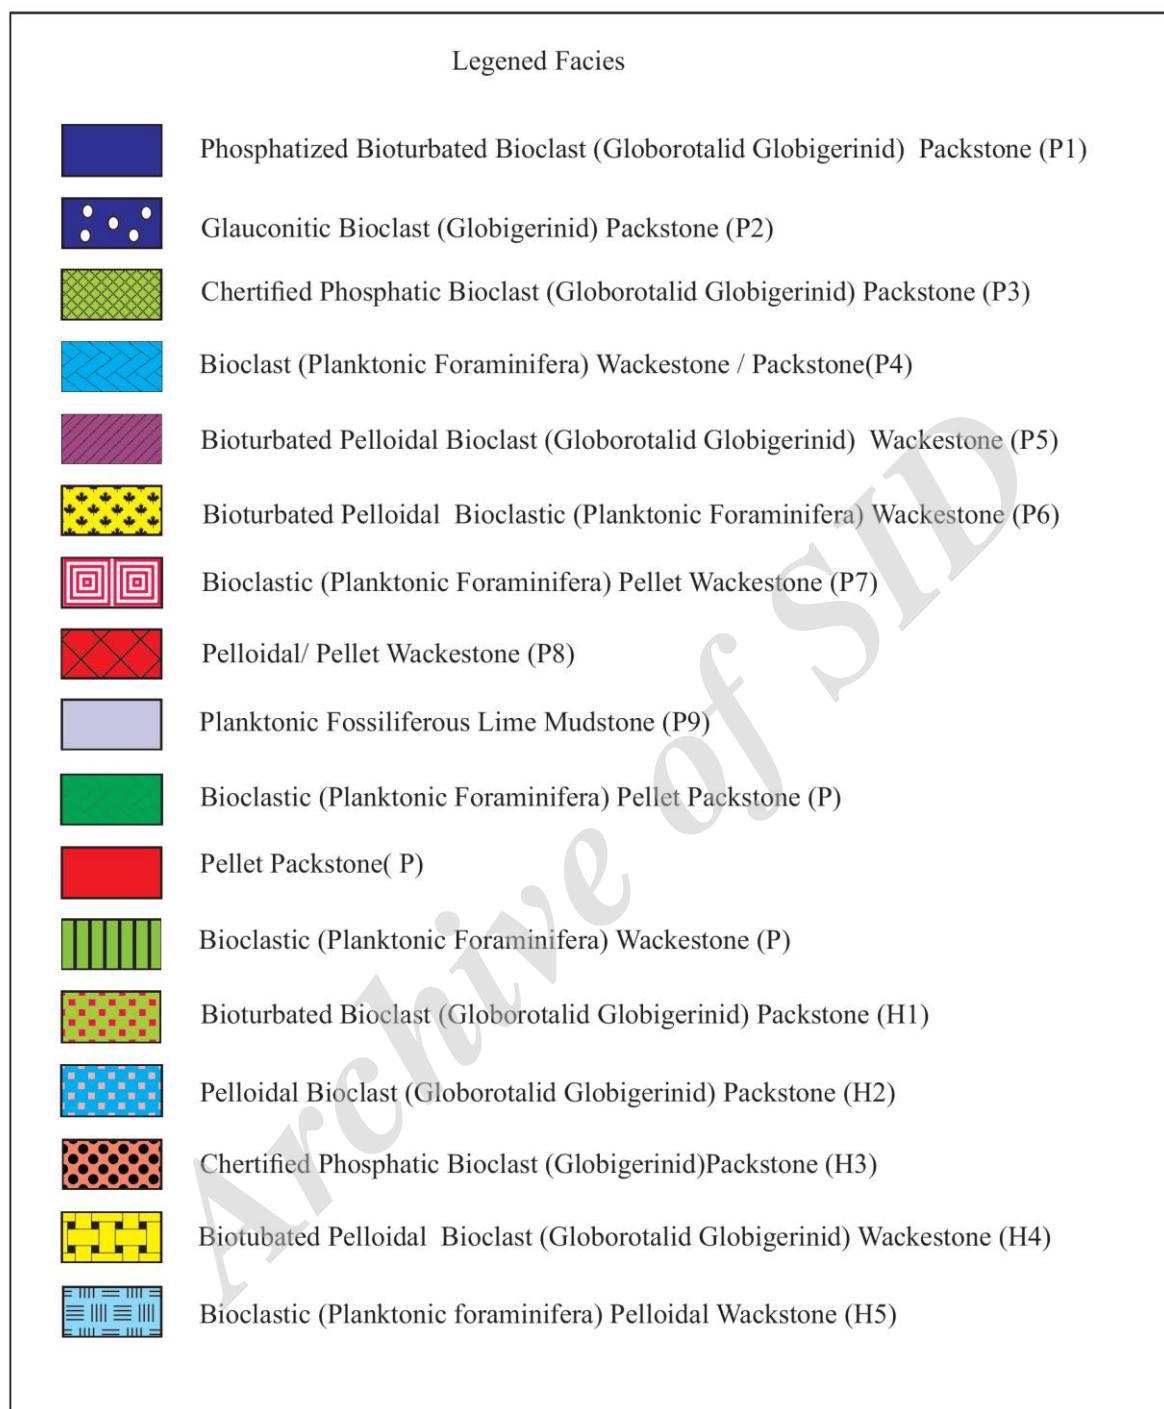 Legened Facies
Phosphatized Bioturbated Bioclast (Globorotalid Globigerinid) Packstone (P1)
Glauconitic Bioclast (Globigerinid) Packstone (P2)
Chertified Phosphatic Bioclast (Globorotalid Globigerinid) Packstone (P3)
Bioclast (Planktonic Foraminifera) Wackestone / Packstone(P4)
Bioturbated Pelloidal Bioclast (Globorotalid Globigerinid) Wackestone (P5)
Bioturbated Pelloidal Bioclastic (Planktonic Foraminifera) Wackestone (P6)
Bioclastic (Planktonic Foraminifera) Pellet Wackestone (P7)
Pelloidal/ Pellet Wackestone (P8)
Planktonic Fossiliferous Lime Mudstone (P9)
Bioclastic (Planktonic Foraminifera) Pellet Packstone (P)
Pellet Packstone( P)
Bioclastic (Planktonic Foraminifera) Wackestone (P)
Bioturbated Bioclast (Globorotalid Globigerinid) Packstone (H1)
Pelloidal Bioclast (Globorotalid Globigerinid) Packstone (H2)
Chertified Phosphatic Bioclast (Globigerinid)Packstone (H3)
Biotubated Pelloidal Bioclast (Globorotalid Globigerinid) Wackestone (H4)
Bioclastic (Planktonic foraminifera) Pelloidal Wackstone (H5)
Archive of SID